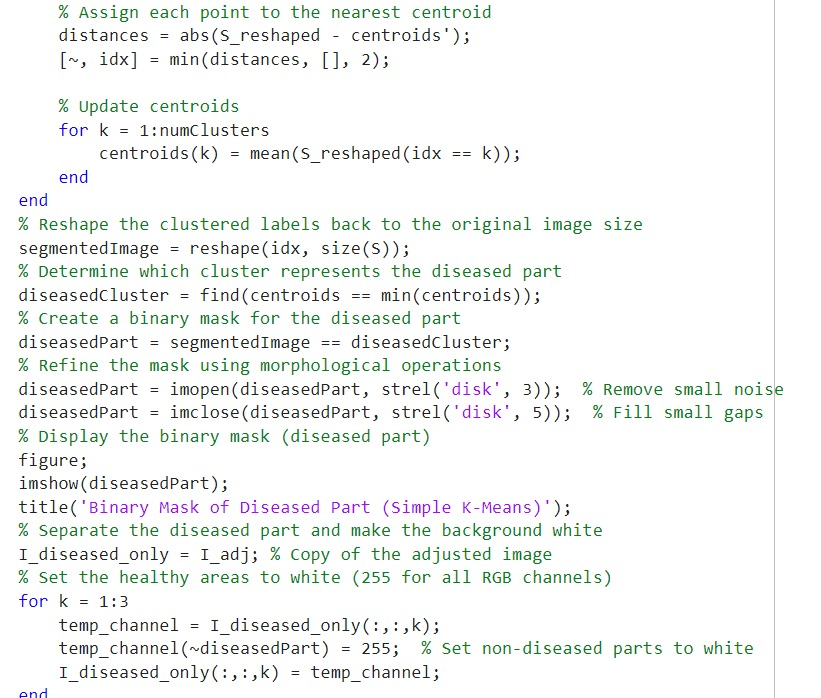 % Assign each point to the nearest centroid
distances = abs(S_reshaped - centroids');
[~, idx] = min(distances, [], 2);
% Update centroids
for k = 1:numClusters
centroids(k) = mean(S_reshaped(idx == k));
end
end
% Reshape the clustered labels back to the original image size
segmentedImage = reshape(idx, size(S));
% Determine which cluster represents the diseased part
diseasedCluster = find(centroids == min(centroids));
% Create a binary mask for the diseased part
diseasedPart = segmentedImage == diseasedCluster;
% Refine the mask using morphological operations
diseasedPart = imopen(diseasedPart, strel('disk', 3));  % Remove small noise
diseasedPart = imclose(diseasedPart, strel('disk', 5));  % Fill small gaps
% Display the binary mask (diseased part)
figure;
imshow(diseasedPart);
title('Binary Mask of Diseased Part (Simple K-Means)');
% Separate the diseased part and make the background white
I_diseased_only = I_adj; % Copy of the adjusted image
% Set the healthy areas to white (255 for all RGB channels)
for k = 1:3
temp_channel = I_diseased_only(:,:,k);
temp_channel(~diseasedPart) = 255;  % Set non-diseased parts to white
I_diseased_only(:,:,k) = temp_channel;
end